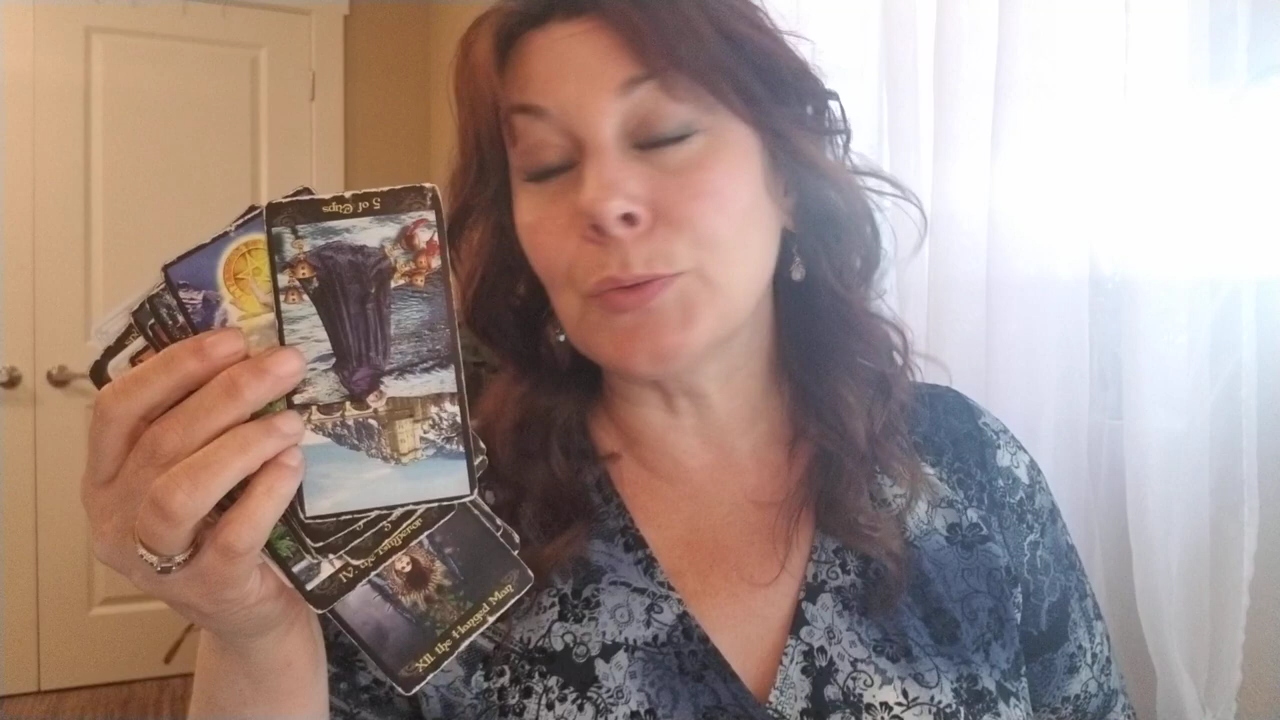 5 of Cups
IV. the Emperor
XII. the Hanged Man